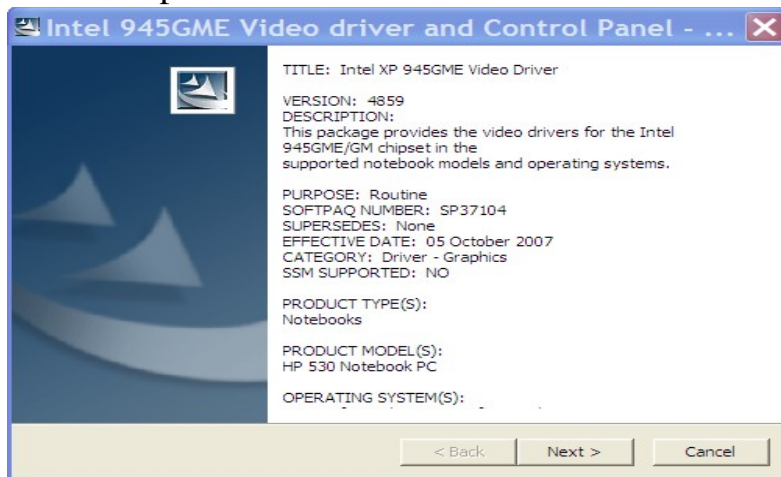 Intel 945GME Video driver and Control Panel - ...
TITLE: Intel XP 945GME Video Driver
VERSION: 4859
DESCRIPTION:
This package provides the video drivers for the Intel
945GME/GM chipset in the
supported notebook models and operating systems.
PURPOSE: Routine
SOFTPAQ NUMBER: SP37104
SUPERSEDES: None
EFFECTIVE DATE: 05 October 2007
CATEGORY: Driver - Graphics
SSM SUPPORTED: NO
PRODUCT TYPE(S):
Notebooks
PRODUCT MODEL(S):
HP 530 Notebook PC
OPERATING SYSTEM(S):
< Back Next > Cancel